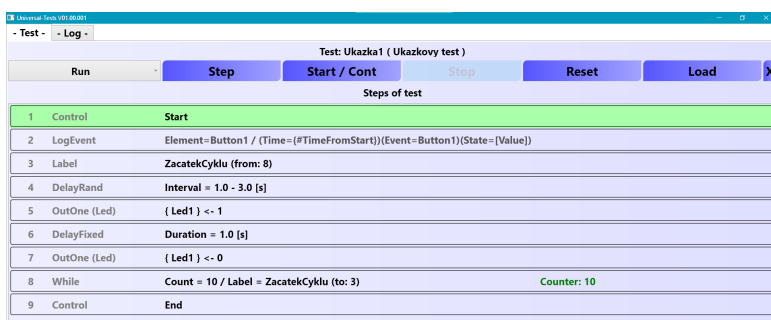 Universal-Tests V01.00.001
- Test - - Log -
Test: Ukazka1 ( Ukazkovy test )
Run Step Start / Cont Stop Reset Load X
Steps of test
1 Control Start
2 LogEvent Element=Button1 / (Time={#TimeFromStart})(Event=Button1)(State=[Value])
3 Label ZacatekCyklu (from: 8)
4 DelayRand Interval = 1.0 - 3.0 [s]
5 OutOne (Led) { Led1 } <- 1
6 DelayFixed Duration = 1.0 [s]
7 OutOne (Led) { Led1 } <- 0
8 While Count = 10 / Label = ZacatekCyklu (to: 3) Counter: 10
9 Control End